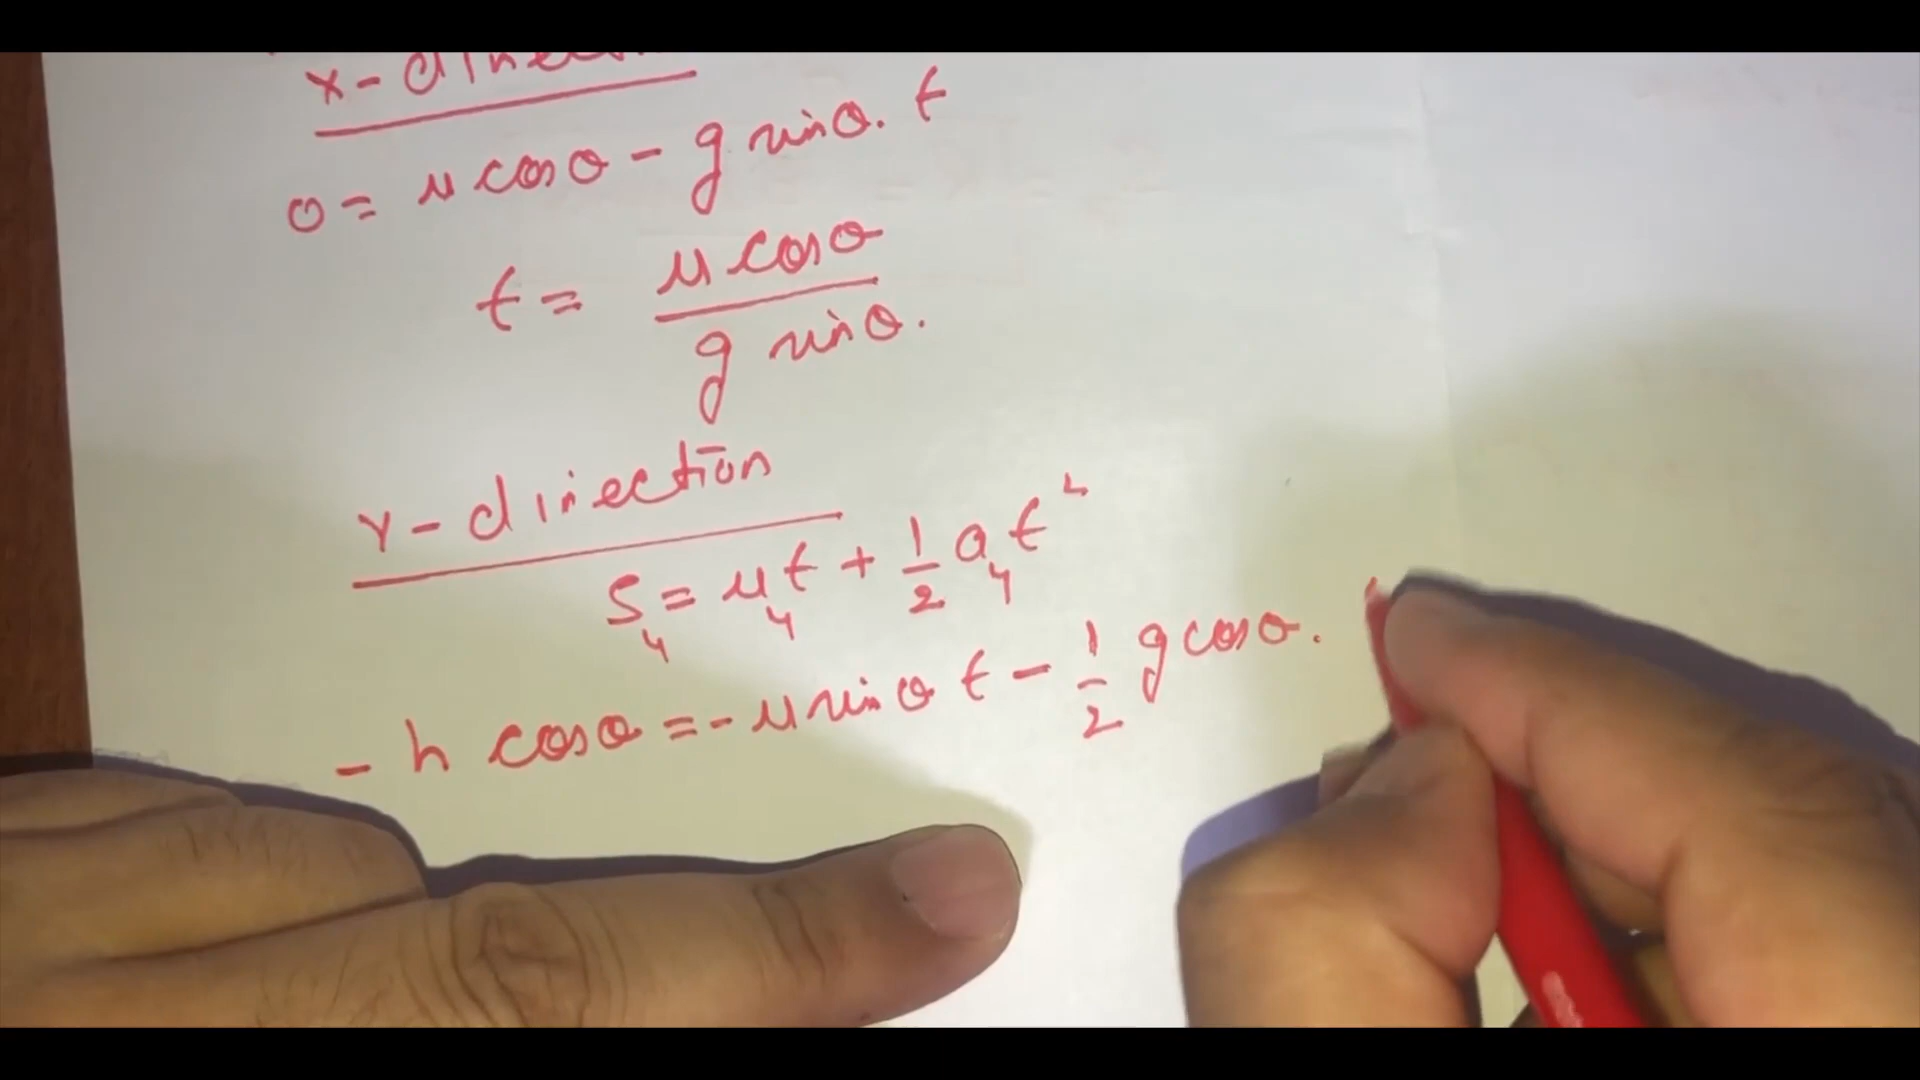 x-direction
0 = u cosθ - g sinθ. t
t = u cosθ / g sinθ.
Y-direction
Sy = uy t + 1/2 ay t²
- h cosθ = - u sinθ t - 1/2 g cosθ.